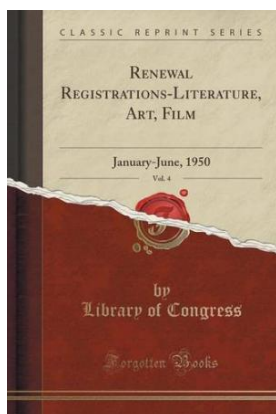 CLASSIC REPRINT SERIES
RENEWAL
REGISTRATIONS-LITERATURE,
ART, FILM
January-June, 1950
Vol. 4
by
Library of Congress
Forgotten Books